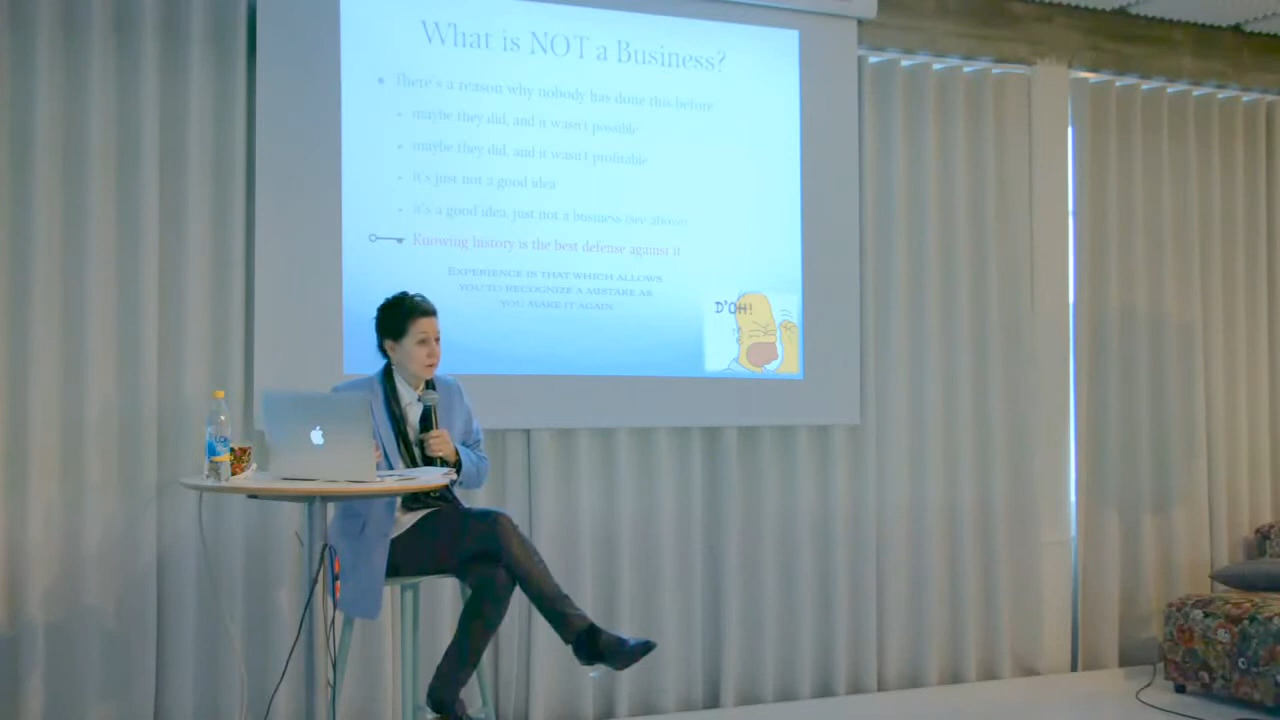 What is NOT a Business?
There's a reason why nobody has done this before
maybe they did, and it wasn't possible
maybe they did, and it wasn't profitable
it's just not a good idea
it's a good idea, just not a business (see above)
Knowing history is the best defense against it
EXPERIENCE IS THAT WHICH ALLOWS
YOU TO RECOGNIZE A MISTAKE AS
YOU MAKE IT AGAIN.
D'OH!